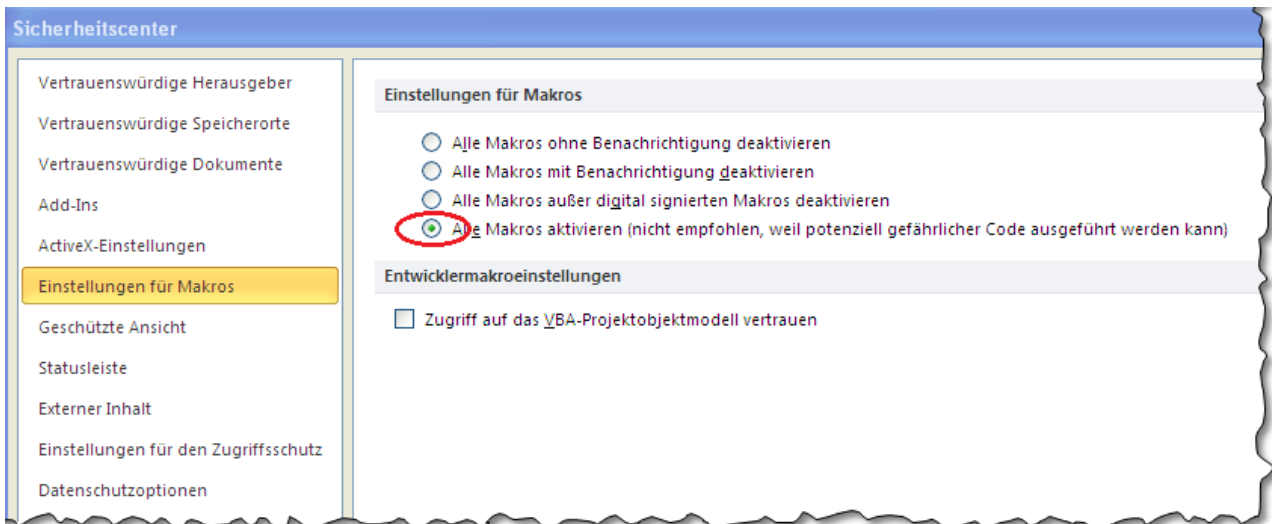 Sicherheitscenter
Vertrauenswürdige Herausgeber
Vertrauenswürdige Speicherorte
Vertrauenswürdige Dokumente
Add-Ins
ActiveX-Einstellungen
Einstellungen für Makros
Geschützte Ansicht
Statusleiste
Externer Inhalt
Einstellungen für den Zugriffsschutz
Datenschutzoptionen
Einstellungen für Makros
Alle Makros ohne Benachrichtigung deaktivieren
Alle Makros mit Benachrichtigung deaktivieren
Alle Makros außer digital signierten Makros deaktivieren
Alle Makros aktivieren (nicht empfohlen, weil potenziell gefährlicher Code ausgeführt werden kann)
Entwicklermakroeinstellungen
Zugriff auf das VBA-Projektobjektmodell vertrauen